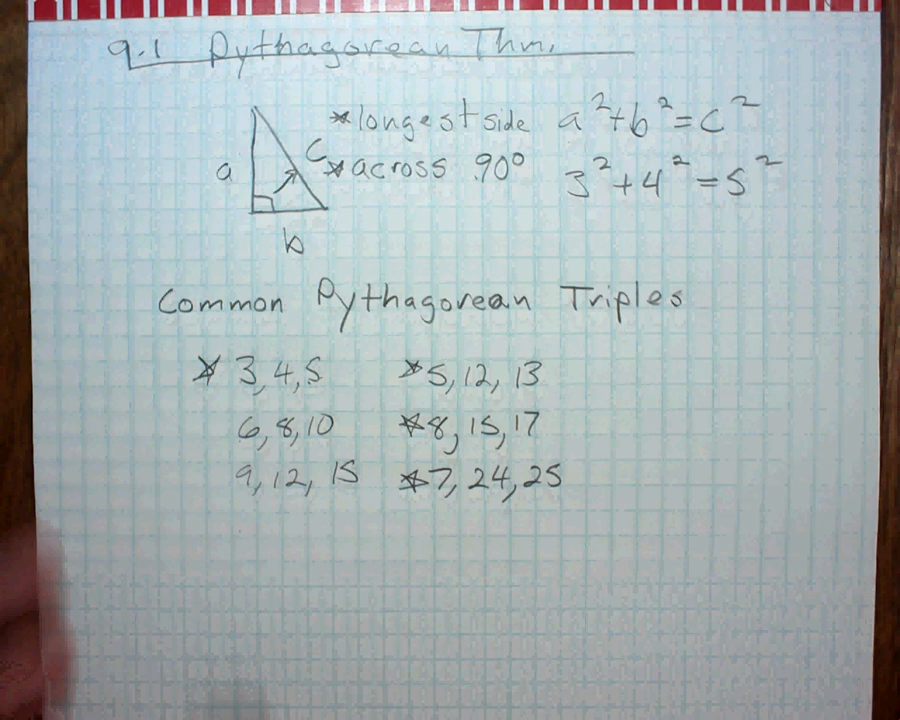 9.1 Pythagorean Thm.
*longest side a²+b²=c²
a c *across 90° 3²+4²=5²
b
Common Pythagorean Triples
* 3,4,5 *5,12,13
6,8,10 *8,15,17
9,12,15 *7,24,25